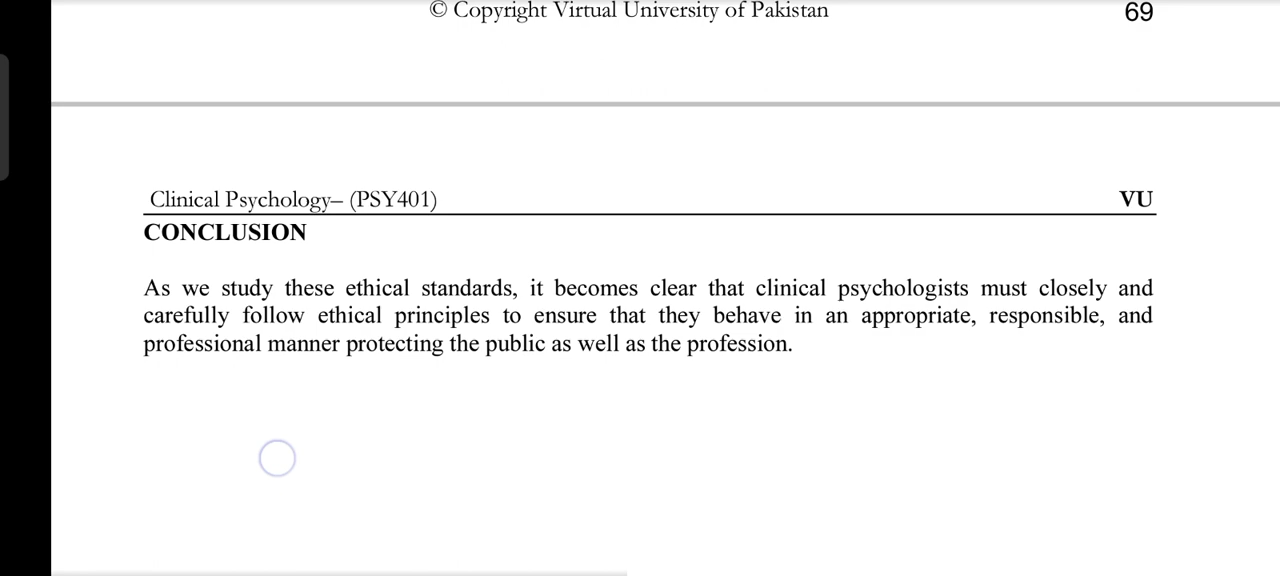 © Copyright Virtual University of Pakistan 69
Clinical Psychology– (PSY401) VU
CONCLUSION
As we study these ethical standards, it becomes clear that clinical psychologists must closely and
carefully follow ethical principles to ensure that they behave in an appropriate, responsible, and
professional manner protecting the public as well as the profession.